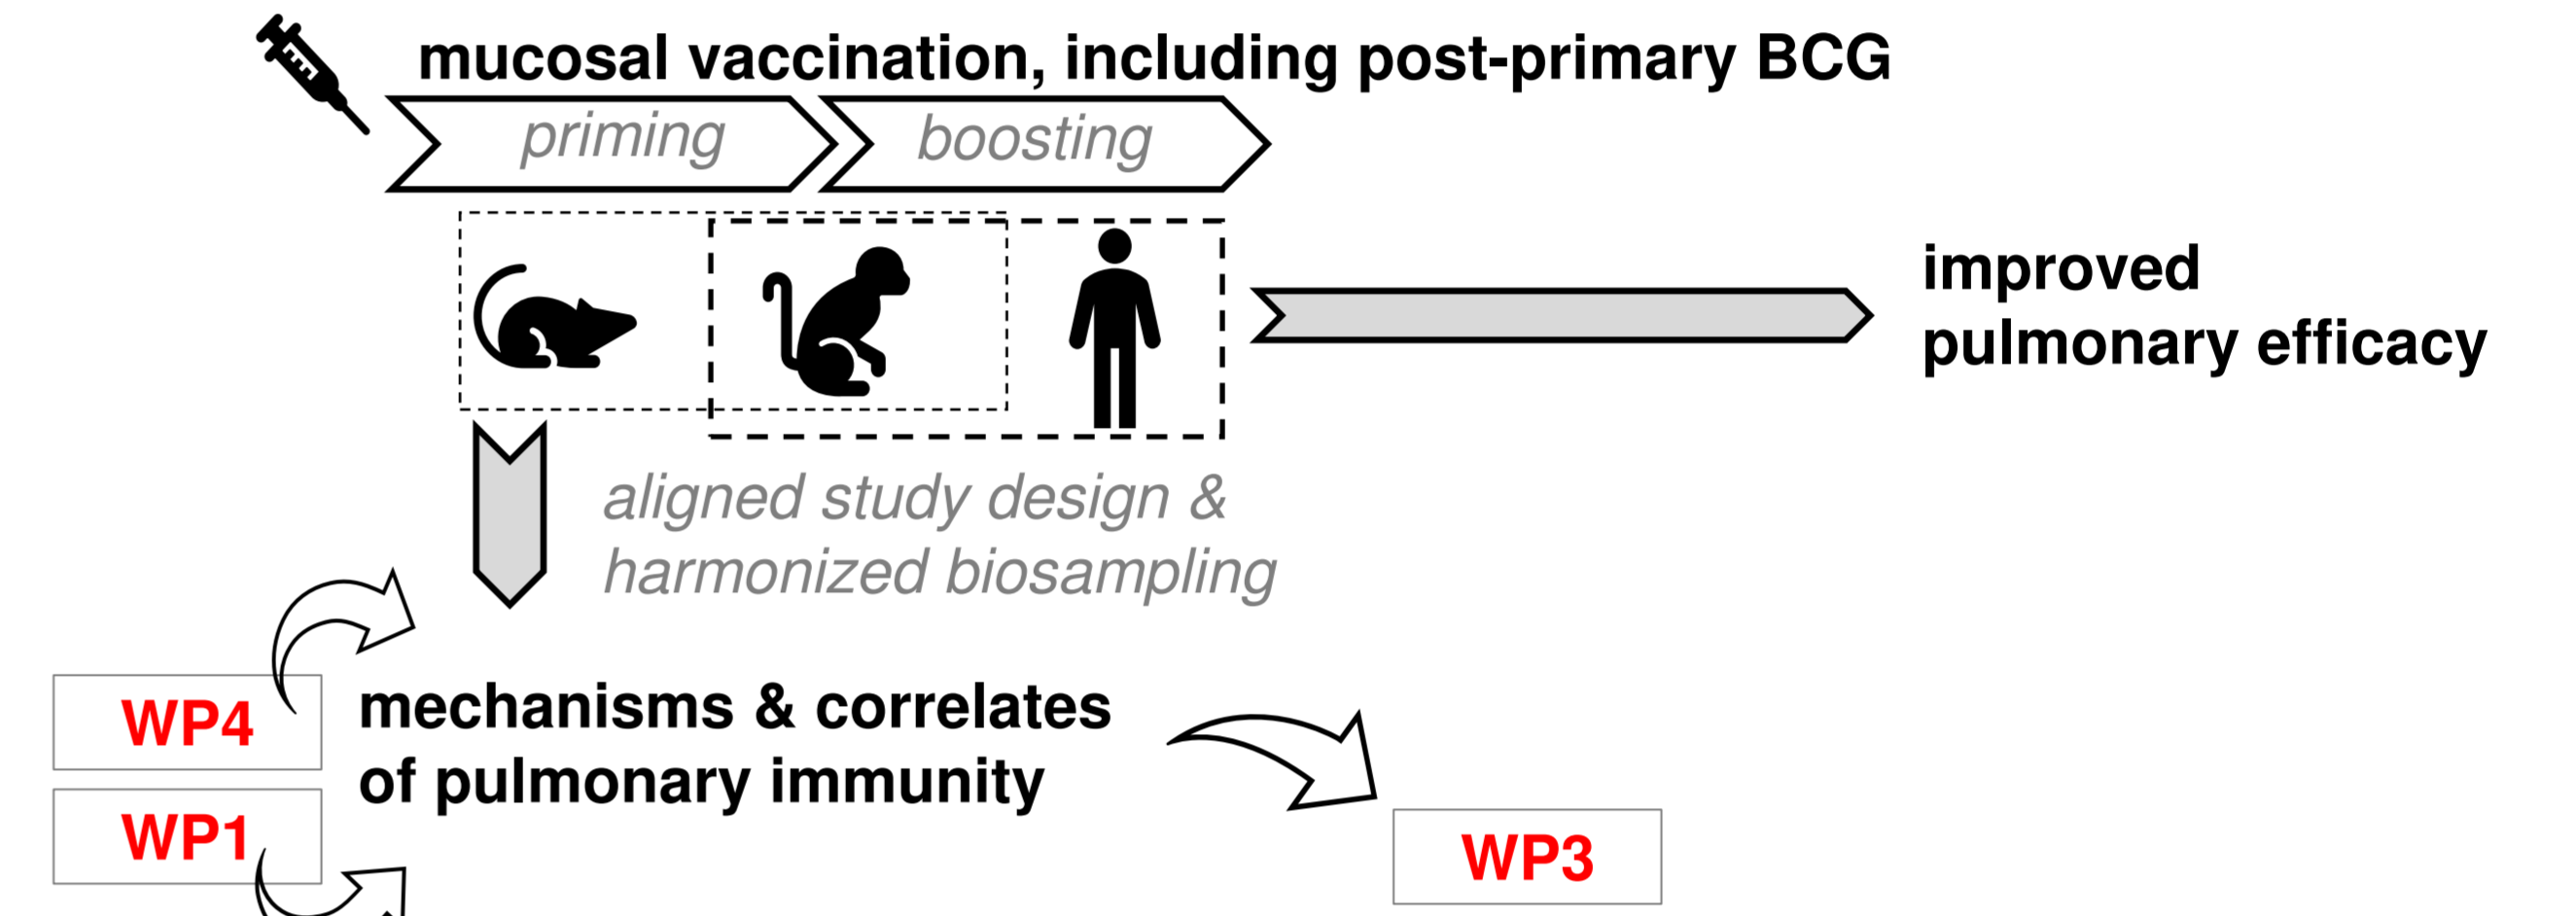 mucosal vaccination, including post-primary BCG
priming
boosting
improved
pulmonary efficacy
aligned study design &
harmonized biosampling
WP4
mechanisms & correlates
of pulmonary immunity
WP1
WP3